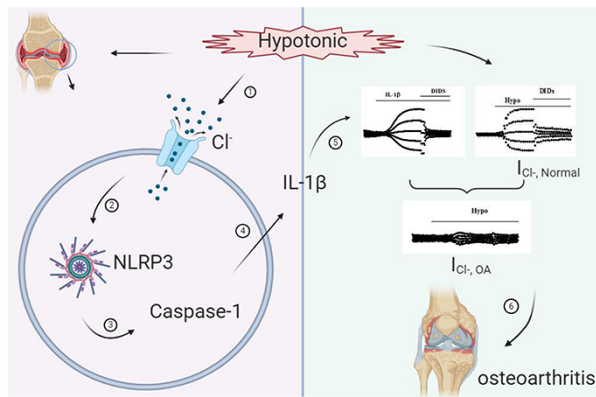 Hypotonic
1
Cl-
2
NLRP3
3
Caspase-1
4
IL-1β
5
IL-1β
DIDS
DIDs
Hypo
I Cl-, Normal
Hypo
I Cl-, OA
6
osteoarthritis